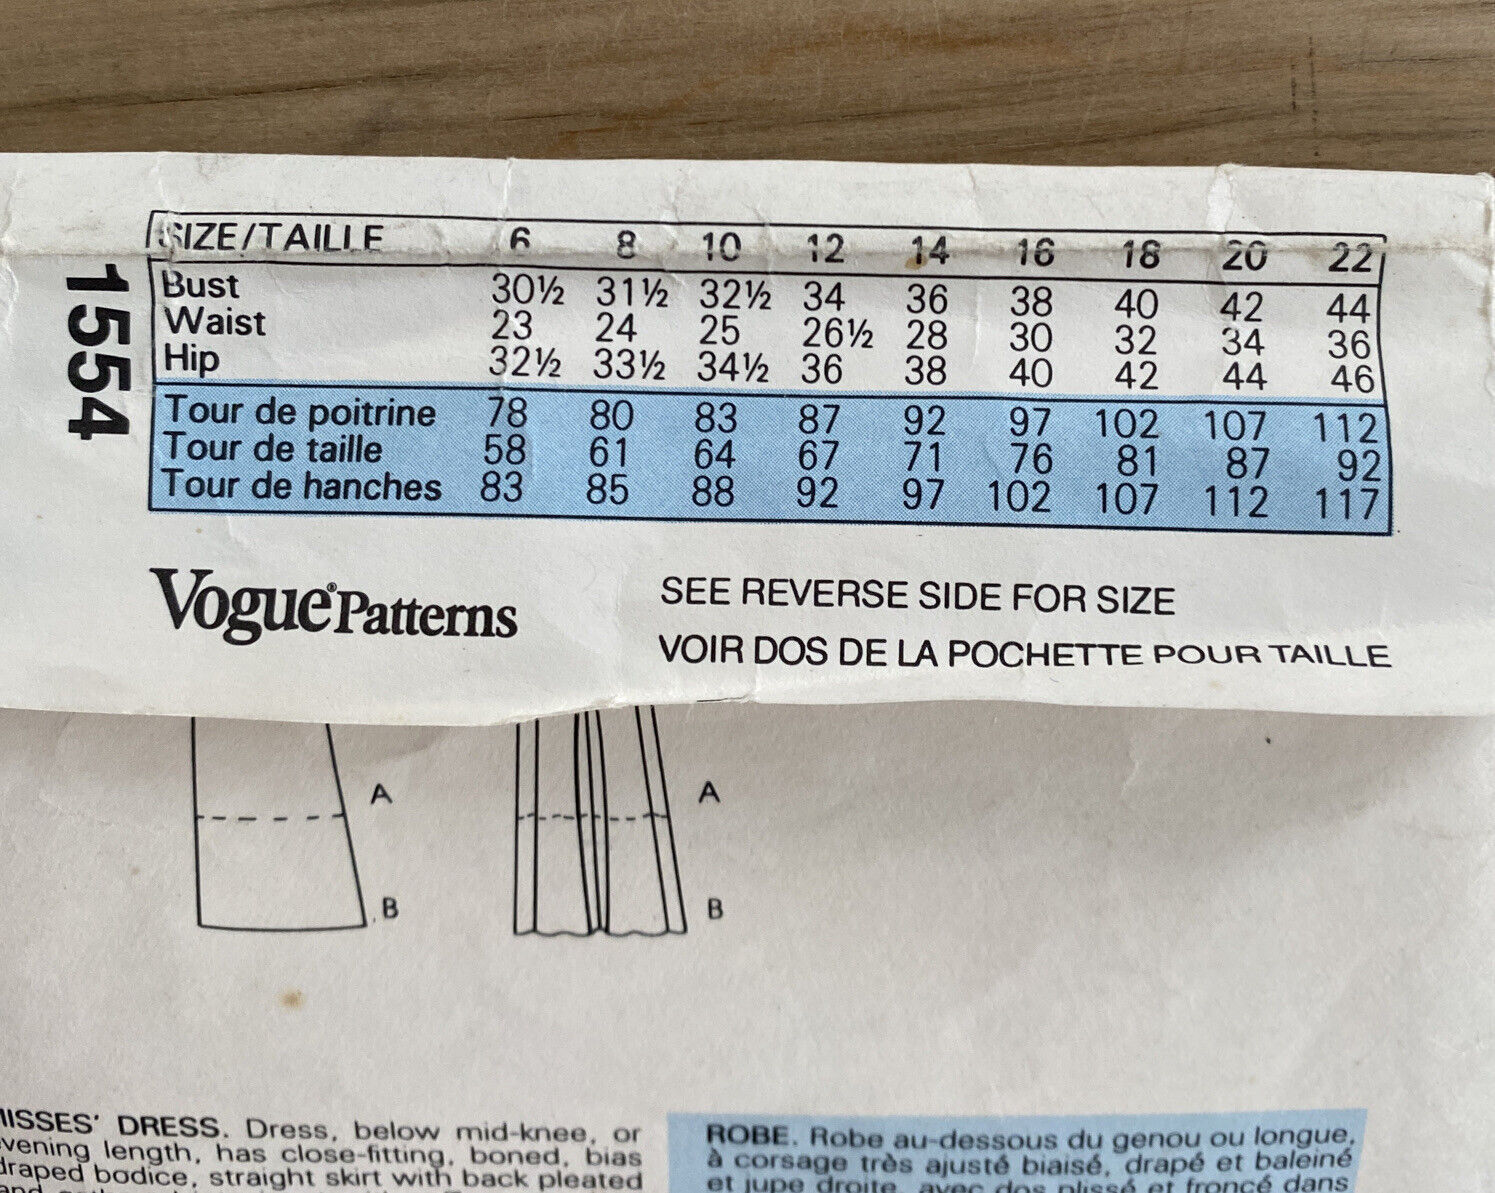 SIZE/TAILLE 6 8 10 12 14 16 18 20 22
Bust 30½ 31½ 32½ 34 36 38 40 42 44
Waist 23 24 25 26½ 28 30 32 34 36
Hip 32½ 33½ 34½ 36 38 40 42 44 46
Tour de poitrine 78 80 83 87 92 97 102 107 112
Tour de taille 58 61 64 67 71 76 81 87 92
Tour de hanches 83 85 88 92 97 102 107 112 117
1554
Vogue® Patterns
SEE REVERSE SIDE FOR SIZE
VOIR DOS DE LA POCHETTE POUR TAILLE
A
B
A
B
MISSES' DRESS. Dress, below mid-knee, or
evening length, has close-fitting, boned, bias
draped bodice, straight skirt with back pleated
and
ROBE. Robe au-dessous du genou ou longue,
à corsage très ajusté biaisé, drapé et baleiné
et jupe droite, avec dos plissé et froncé dans